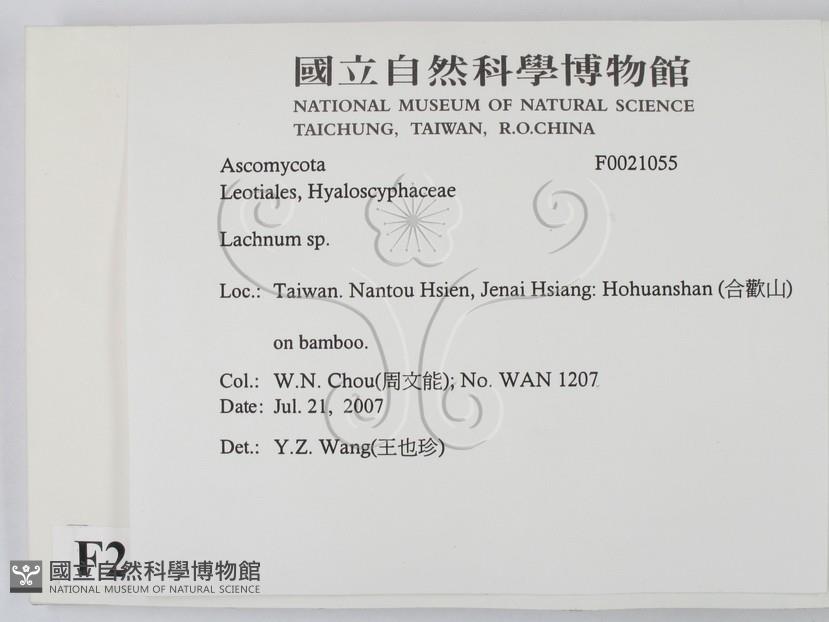 國立自然科學博物館
NATIONAL MUSEUM OF NATURAL SCIENCE
TAICHUNG, TAIWAN, R.O.CHINA
Ascomycota F0021055
Leotiales, Hyaloscyphaceae
Lachnum sp.
Loc.: Taiwan. Nantou Hsien, Jenai Hsiang: Hohuanshan (合歡山)
on bamboo.
Col.: W.N. Chou(周文能); No. WAN 1207
Date: Jul. 21, 2007
Det.: Y.Z. Wang(王也珍)
F2
國立自然科學博物館
NATIONAL MUSEUM OF NATURAL SCIENCE